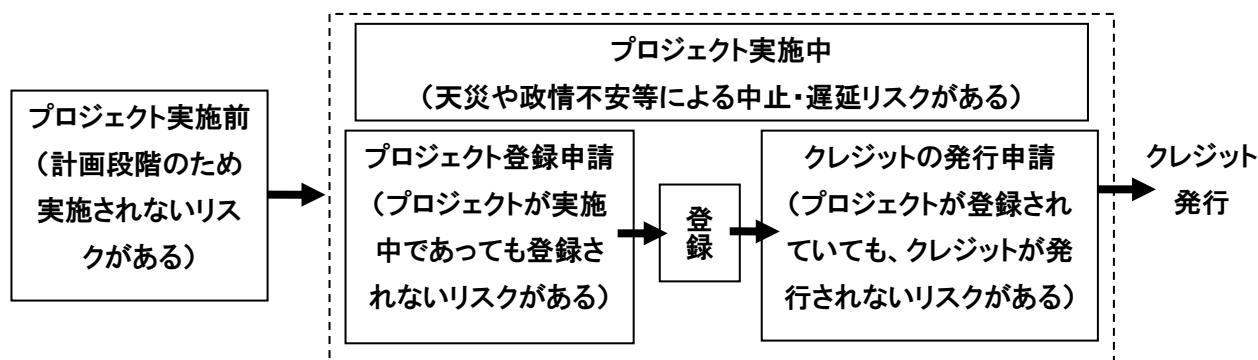 プロジェクト実施中
（天災や政情不安等による中止・遅延リスクがある）
プロジェクト実施前
（計画段階のため
実施されないリス
クがある）
プロジェクト登録申請
（プロジェクトが実施
中であっても登録さ
れないリスクがある）
登
録
クレジットの発行申請
（プロジェクトが登録され
ていても、クレジットが発
行されないリスクがある）
クレジット
発行